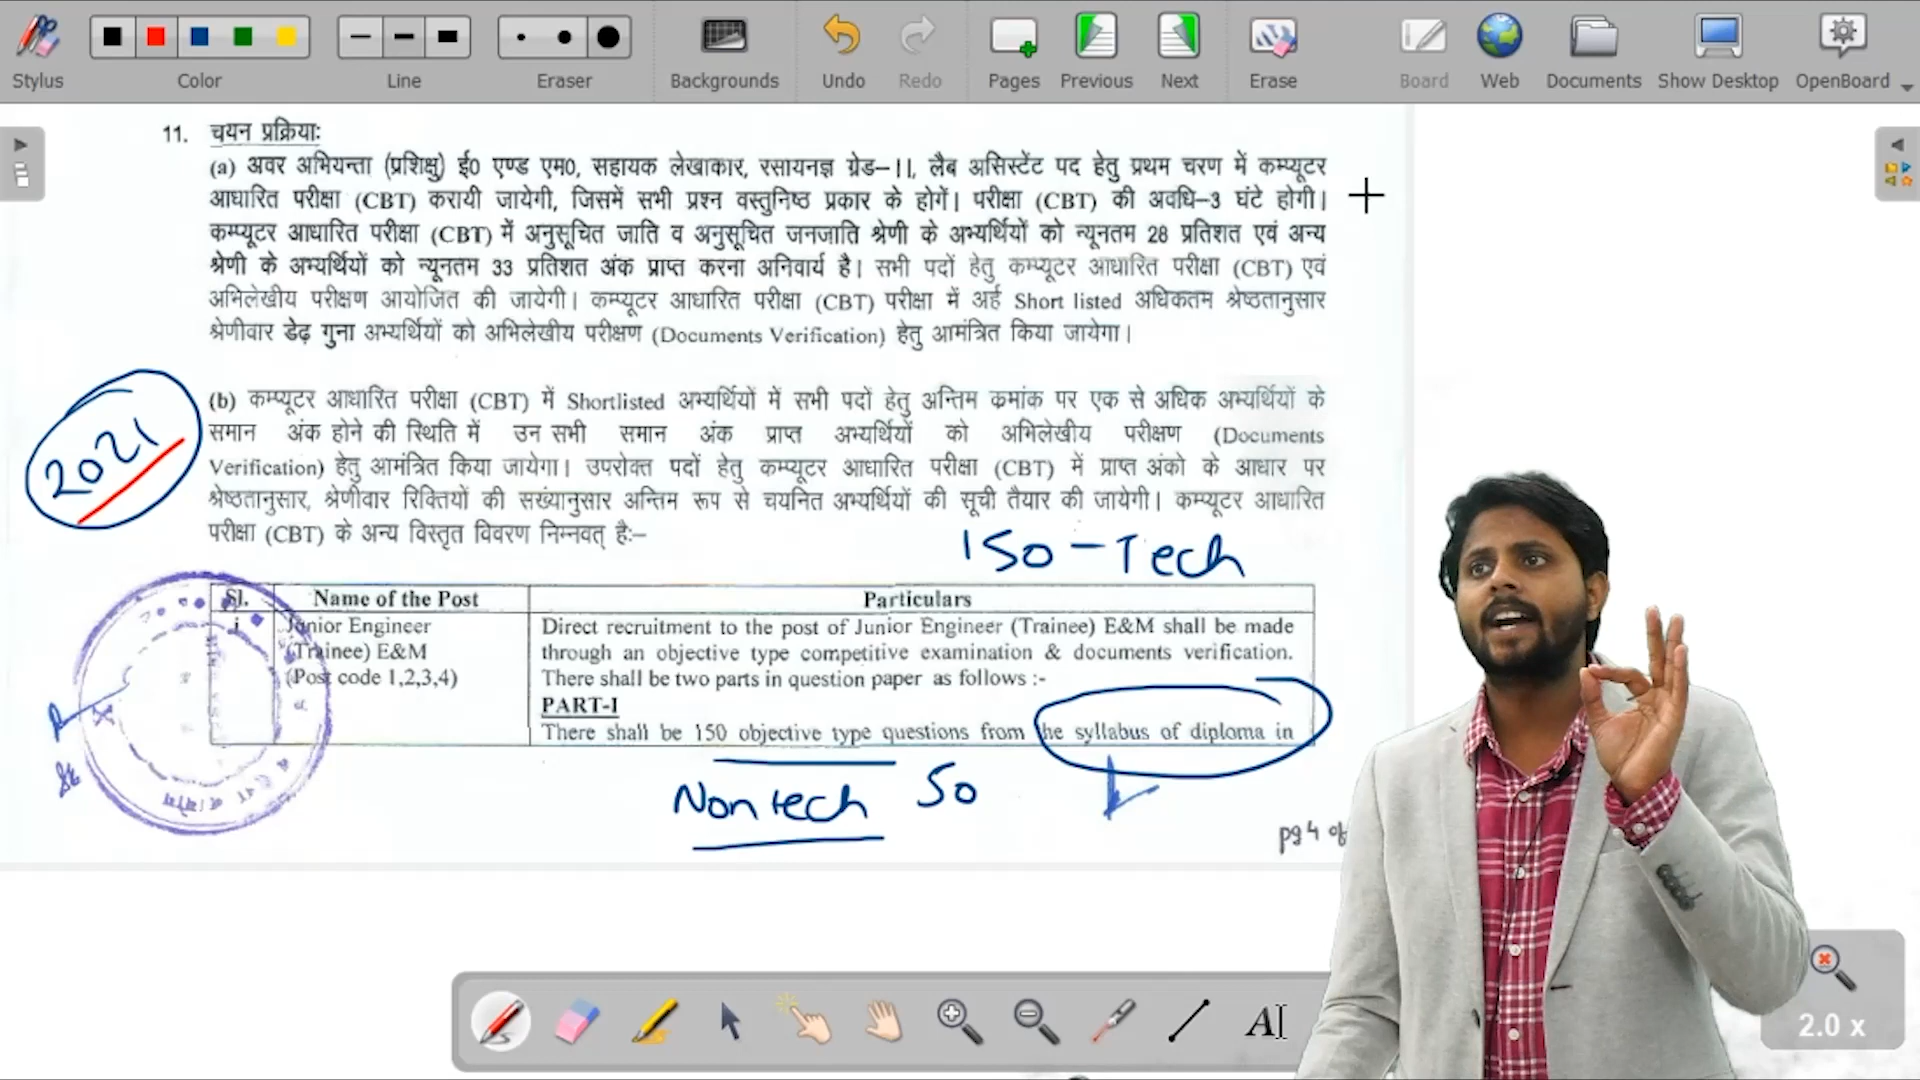 Stylus Color Line Eraser Backgrounds Undo Redo Pages Previous Next Erase Board Web Documents Show Desktop OpenBoard
11. चयन प्रक्रियाः
(a) अवर अभियन्ता (प्रशिक्षु) ई0 एण्ड एम0, सहायक लेखाकार, रसायनज्ञ ग्रेड–II, लैब असिस्टेंट पद हेतु प्रथम चरण में कम्प्यूटर
आधारित परीक्षा (CBT) करायी जायेगी, जिसमें सभी प्रश्न वस्तुनिष्ठ प्रकार के होगें। परीक्षा (CBT) की अवधि–3 घंटे होगी।
कम्प्यूटर आधारित परीक्षा (CBT) में अनुसूचित जाति व अनुसूचित जनजाति श्रेणी के अभ्यर्थियों को न्यूनतम 28 प्रतिशत एवं अन्य
श्रेणी के अभ्यर्थियों को न्यूनतम 33 प्रतिशत अंक प्राप्त करना अनिवार्य है। सभी पदों हेतु कम्प्यूटर आधारित परीक्षा (CBT) एवं
अभिलेखीय परीक्षण आयोजित की जायेगी। कम्प्यूटर आधारित परीक्षा (CBT) परीक्षा में अर्ह Short listed अधिकतम श्रेष्ठतानुसार
श्रेणीवार डेढ़ गुना अभ्यर्थियों को अभिलेखीय परीक्षण (Documents Verification) हेतु आमंत्रित किया जायेगा।
(b) कम्प्यूटर आधारित परीक्षा (CBT) में Shortlisted अभ्यर्थियों में सभी पदों हेतु अन्तिम क्रमांक पर एक से अधिक अभ्यर्थियों के
समान अंक होने की स्थिति में उन सभी समान अंक प्राप्त अभ्यर्थियों को अभिलेखीय परीक्षण (Documents
Verification) हेतु आमंत्रित किया जायेगा। उपरोक्त पदों हेतु कम्प्यूटर आधारित परीक्षा (CBT) में प्राप्त अंको के आधार पर
श्रेष्ठतानुसार, श्रेणीवार रिक्तियों की सख्यानुसार अन्तिम रूप से चयनित अभ्यर्थियों की सूची तैयार की जायेगी। कम्प्यूटर आधारित
परीक्षा (CBT) के अन्य विस्तृत विवरण निम्नवत् हैः–
2021
150 - Tech
Sl. Name of the Post Particulars
i Junior Engineer
(Trainee) E&M
(Post code 1,2,3,4)
Direct recruitment to the post of Junior Engineer (Trainee) E&M shall be made
through an objective type competitive examination & documents verification.
There shall be two parts in question paper as follows :-
PART-I
There shall be 150 objective type questions from he syllabus of diploma in
Non tech 50
pg 4 of
2.0 x